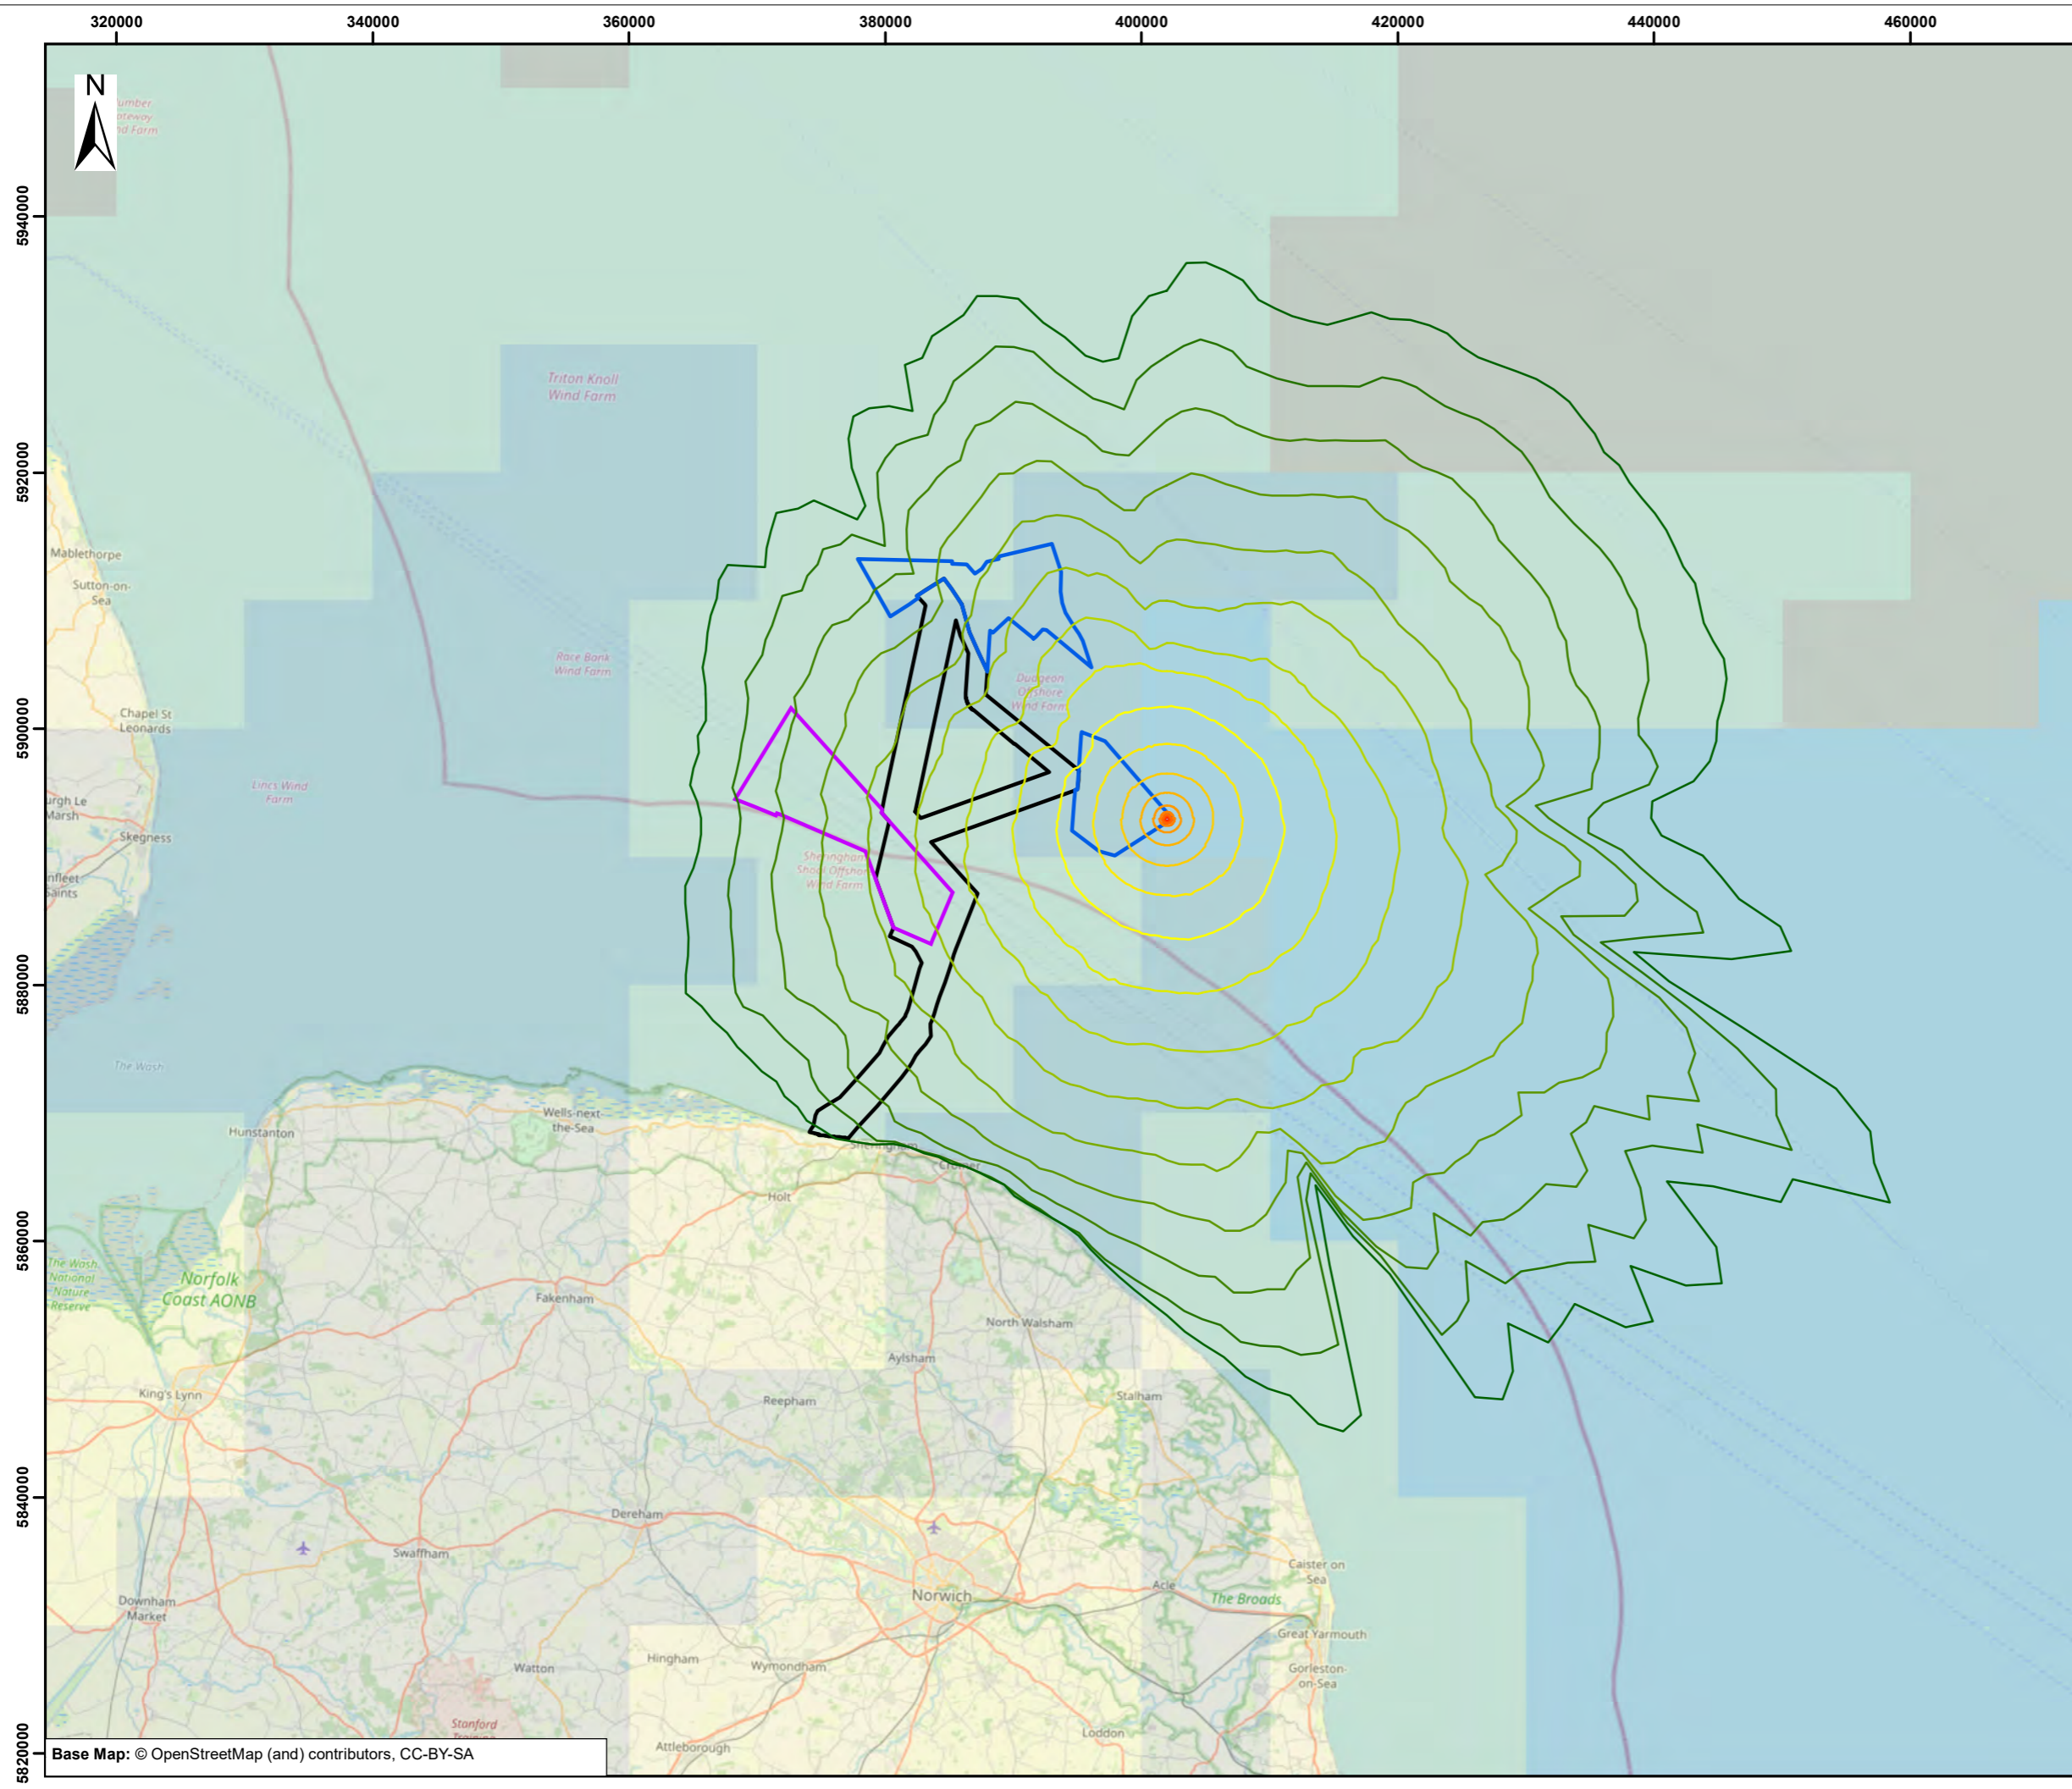 320000 340000 360000 380000 400000 420000 440000 460000
N
5940000
Triton Knoll
Wind Farm
5920000
Mablethorpe
Sutton-on-
Sea
Race Bank
Wind Farm
Dudgeon
Offshore
Wind Farm
Chapel St
Leonards
5900000
Lincs Wind
Farm
Skegness
Sheringham
Shoal Offshore
Wind Farm
5880000
The Wash
Wells-next-
the-Sea
Hunstanton
Sheringham
Cromer
Holt
5860000
The Wash
National
Nature
Reserve
Norfolk
Coast AONB
Fakenham
North Walsham
Aylsham
King's Lynn
Reepham
Stalham
5840000
Dereham
Swaffham
Norwich
Acle
Caister on
Sea
The Broads
Downham
Market
Great Yarmouth
Watton
Hingham
Wymondham
Gorleston-
on-Sea
Stanford
Loddon
Attleborough
5820000
Base Map: © OpenStreetMap (and) contributors, CC-BY-SA